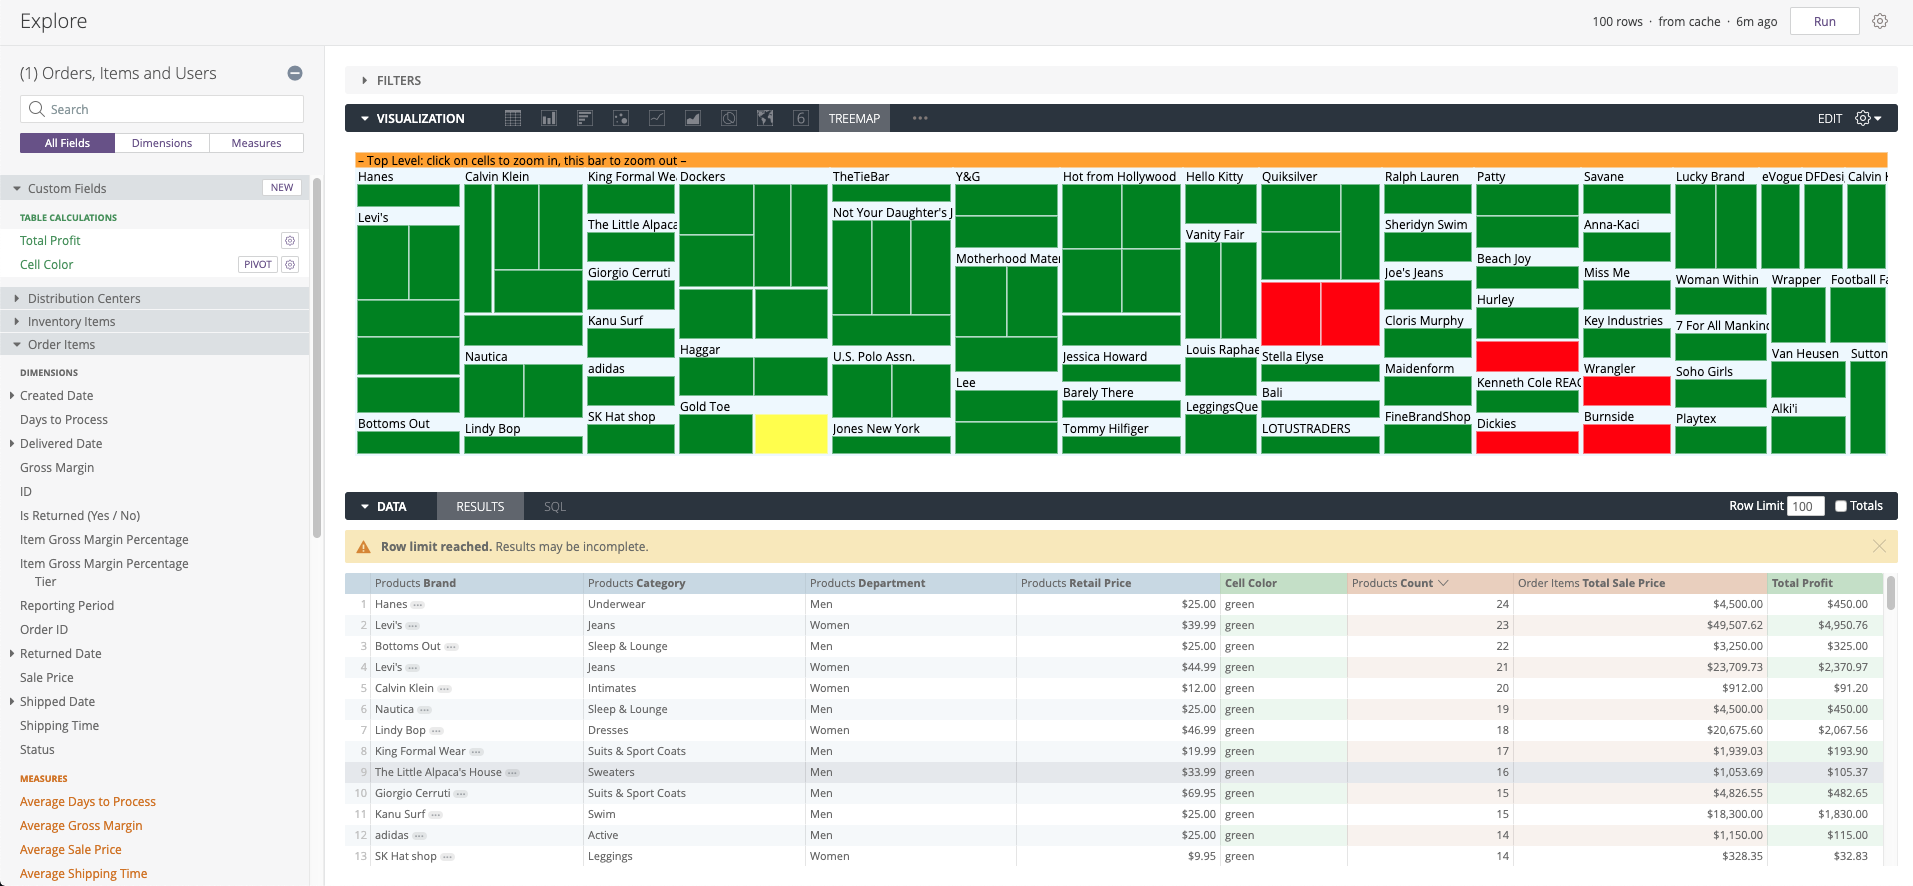 Explore
100 rows · from cache · 6m ago Run
(1) Orders, Items and Users
Search
All Fields Dimensions Measures
Custom Fields NEW
TABLE CALCULATIONS
Total Profit
Cell Color PIVOT
Distribution Centers
Inventory Items
Order Items
DIMENSIONS
Created Date
Days to Process
Delivered Date
Gross Margin
ID
Is Returned (Yes / No)
Item Gross Margin Percentage
Item Gross Margin Percentage
Tier
Reporting Period
Order ID
Returned Date
Sale Price
Shipped Date
Shipping Time
Status
MEASURES
Average Days to Process
Average Gross Margin
Average Sale Price
Average Shipping Time
FILTERS
VISUALIZATION 6 TREEMAP ... EDIT
– Top Level: click on cells to zoom in, this bar to zoom out –
Hanes
Levi's
Bottoms Out
Calvin Klein
Nautica
Lindy Bop
King Formal We
The Little Alpaca
Giorgio Cerruti
Kanu Surf
adidas
SK Hat shop
Dockers
Haggar
Gold Toe
TheTieBar
Not Your Daughter's J
U.S. Polo Assn.
Jones New York
Y&G
Motherhood Mater
Lee
Hot from Hollywood
Jessica Howard
Barely There
Tommy Hilfiger
Hello Kitty
Vanity Fair
Louis Raphae
LeggingsQue
Quiksilver
Stella Elyse
Bali
LOTUSTRADERS
Ralph Lauren
Sheridyn Swim
Joe's Jeans
Cloris Murphy
Maidenform
FineBrandShop
Patty
Beach Joy
Hurley
Kenneth Cole REAC
Dickies
Savane
Anna-Kaci
Miss Me
Key Industries
Wrangler
Burnside
Lucky Brand
Woman Within
7 For All Mankind
Soho Girls
Playtex
eVogue
DFDesi
Calvin K
Wrapper
Football Fa
Van Heusen
Sutton
Alki'i
DATA RESULTS SQL Row Limit 100 Totals
Row limit reached. Results may be incomplete.
Products Brand Products Category Products Department Products Retail Price Cell Color Products Count Order Items Total Sale Price Total Profit
1 Hanes Underwear Men $25.00 green 24 $4,500.00 $450.00
2 Levi's Jeans Women $39.99 green 23 $49,507.62 $4,950.76
3 Bottoms Out Sleep & Lounge Men $25.00 green 22 $3,250.00 $325.00
4 Levi's Jeans Women $44.99 green 21 $23,709.73 $2,370.97
5 Calvin Klein Intimates Women $12.00 green 20 $912.00 $91.20
6 Nautica Sleep & Lounge Men $25.00 green 19 $4,500.00 $450.00
7 Lindy Bop Dresses Women $46.99 green 18 $20,675.60 $2,067.56
8 King Formal Wear Suits & Sport Coats Men $19.99 green 17 $1,939.03 $193.90
9 The Little Alpaca's House Sweaters Men $33.99 green 16 $1,053.69 $105.37
10 Giorgio Cerruti Suits & Sport Coats Men $69.95 green 15 $4,826.55 $482.65
11 Kanu Surf Swim Men $25.00 green 15 $18,300.00 $1,830.00
12 adidas Active Men $25.00 green 14 $1,150.00 $115.00
13 SK Hat shop Leggings Women $9.95 green 14 $328.35 $32.83